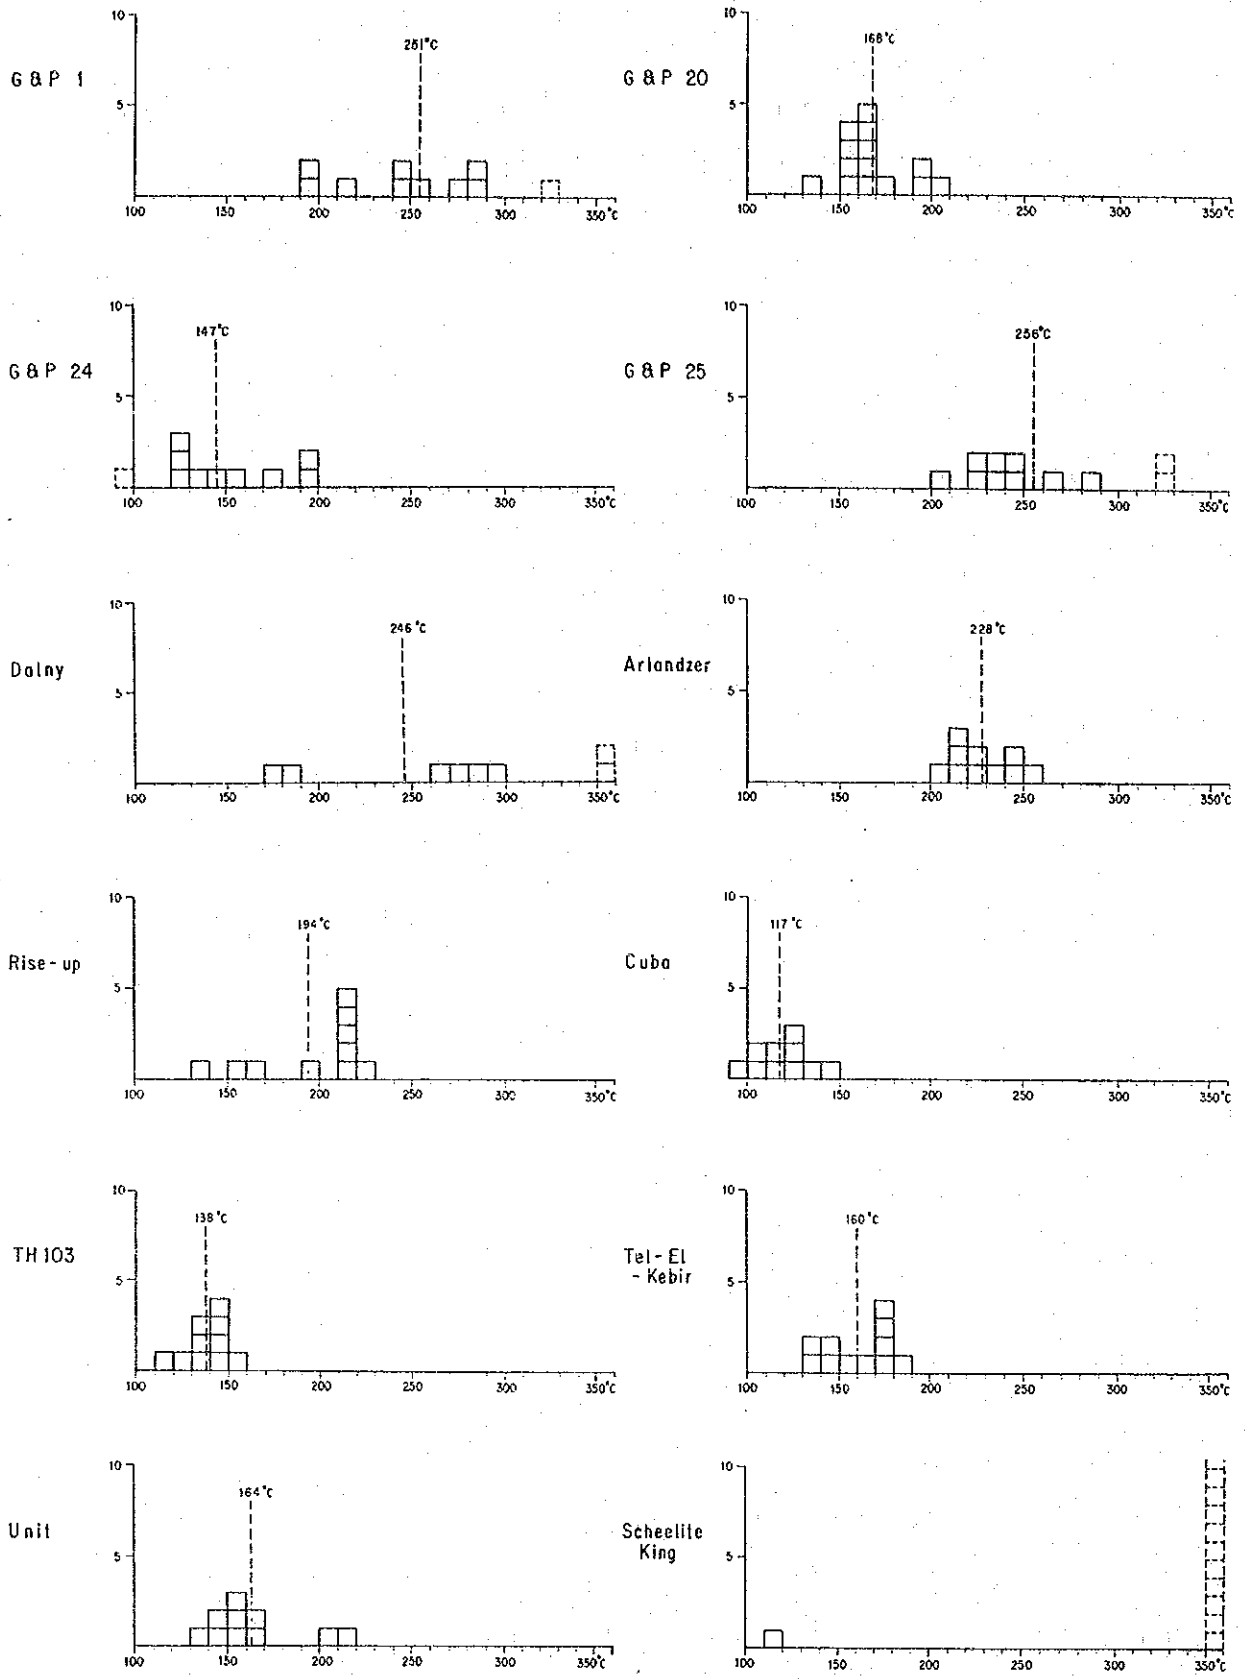 G & P 1
10
5
251°C
100 150 200 250 300 350°C
G & P 20
10
5
168°C
100 150 200 250 300 350°C
G & P 24
10
5
147°C
100 150 200 250 300 350°C
G & P 25
10
5
256°C
100 150 200 250 300 350°C
Dalny
10
5
246°C
100 150 200 250 300 350°C
Arlandzer
10
5
228°C
100 150 200 250 300 350°C
Rise-up
10
5
194°C
100 150 200 250 300 350°C
Cuba
10
5
117°C
100 150 200 250 300 350°C
TH 103
10
5
138°C
100 150 200 250 300 350°C
Tel-El
-Kebir
10
5
160°C
100 150 200 250 300 350°C
Unit
10
5
164°C
100 150 200 250 300 350°C
Scheelite
King
10
5
100 150 200 250 300 350°C